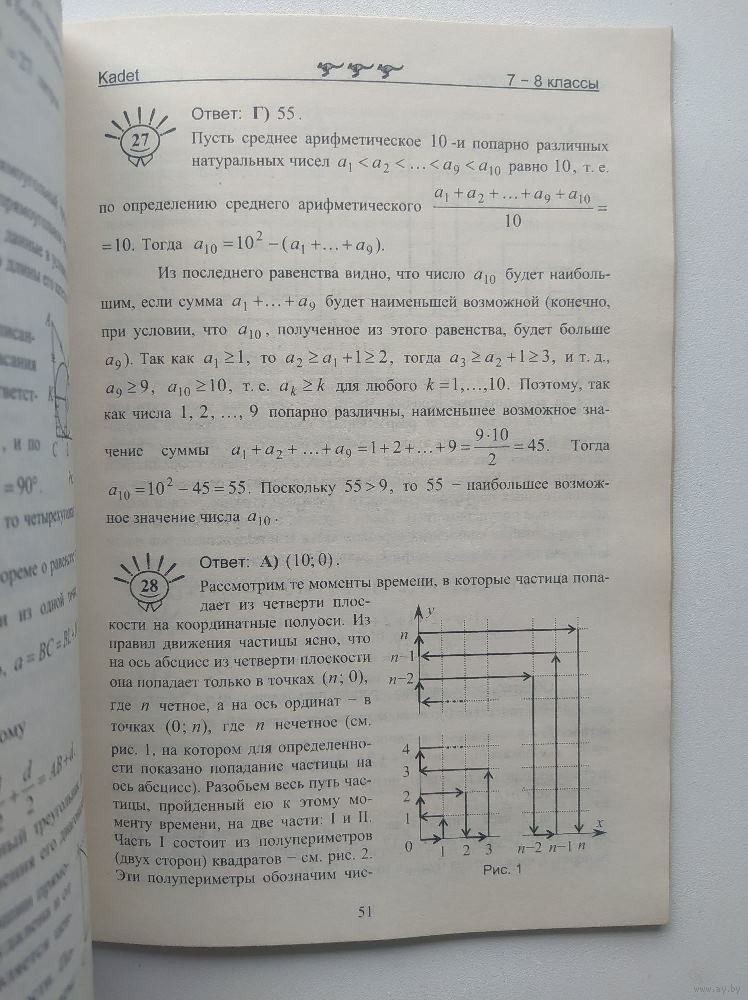 Kadet
7 – 8 классы
27
Ответ: Г) 55.
Пусть среднее арифметическое 10 -и попарно различных
натуральных чисел a₁ < a₂ < … < a₉ < a₁₀ равно 10, т. е.
по определению среднего арифметического (a₁ + a₂ + … + a₉ + a₁₀)/10 =
= 10. Тогда a₁₀ = 10² − (a₁ + … + a₉).
Из последнего равенства видно, что число a₁₀ будет наиболь-
шим, если сумма a₁ + … + a₉ будет наименьшей возможной (конечно,
при условии, что a₁₀, полученное из этого равенства, будет больше
a₉). Так как a₁ ≥ 1, то a₂ ≥ a₁ + 1 ≥ 2, тогда a₃ ≥ a₂ + 1 ≥ 3, и т. д.,
a₉ ≥ 9, a₁₀ ≥ 10, т. е. aₖ ≥ k для любого k = 1,…,10. Поэтому, так
как числа 1, 2, …, 9 попарно различны, наименьшее возможное зна-
чение суммы a₁ + a₂ + … + a₉ = 1 + 2 + … + 9 = (9·10)/2 = 45. Тогда
a₁₀ = 10² − 45 = 55. Поскольку 55 > 9, то 55 − наибольшее возмож-
ное значение числа a₁₀.
28
Ответ: А) (10; 0).
Рассмотрим те моменты времени, в которые частица попа-
дает из четверти плос-
кости на координатные полуоси. Из
правил движения частицы ясно, что
на ось абсцисс из четверти плоскости
она попадает только в точках (n; 0),
где n четное, а на ось ординат − в
точках (0; n), где n нечетное (см.
рис. 1, на котором для определенно-
сти показано попадание частицы на
ось абсцисс). Разобьем весь путь час-
тицы, пройденный ею к этому мо-
менту времени, на две части: I и II.
Часть I состоит из полупериметров
(двух сторон) квадратов − см. рис. 2.
Эти полупериметры обозначим чис-
y
n
n−1
n−2
4
3
2
1
0 1 2 3 n−2 n−1 n x
Рис. 1
51
www.ay.by